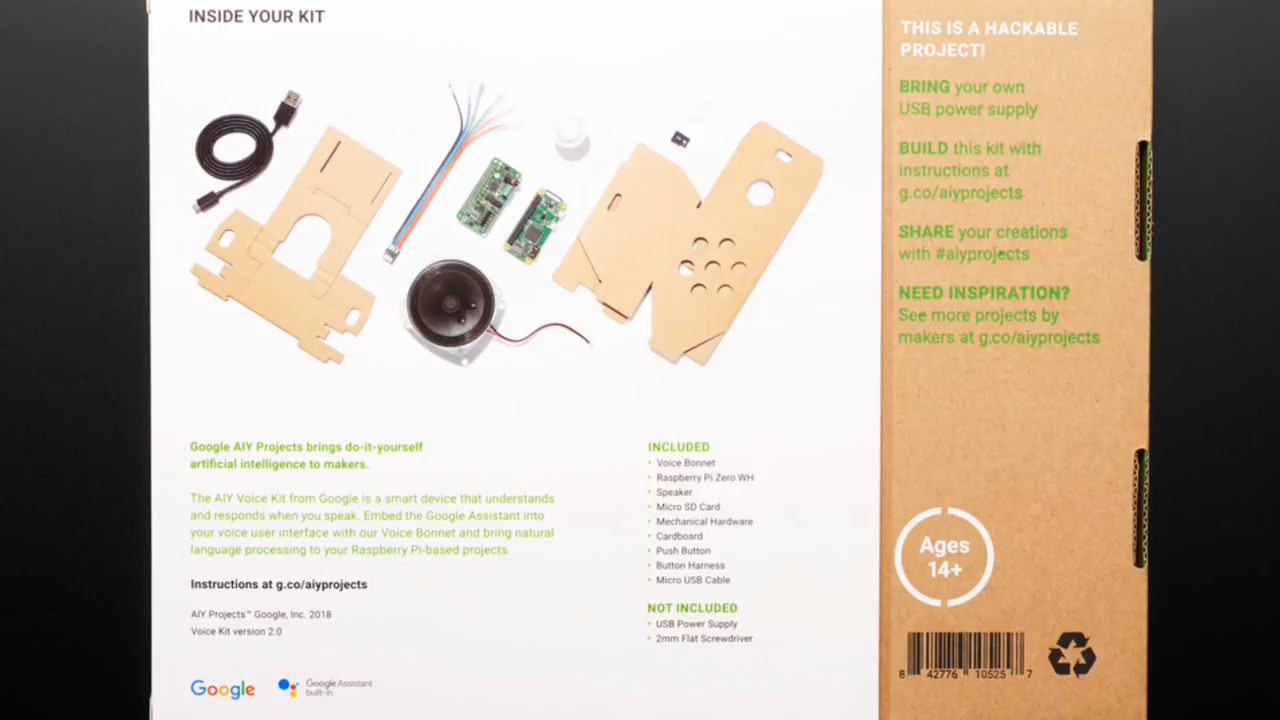 INSIDE YOUR KIT
Google AIY Projects brings do-it-yourself
artificial intelligence to makers.
The AIY Voice Kit from Google is a smart device that understands
and responds when you speak. Embed the Google Assistant into
your voice user interface with our Voice Bonnet and bring natural
language processing to your Raspberry Pi-based projects.
Instructions at g.co/aiyprojects
AIY Projects™ Google, Inc. 2018
Voice Kit version 2.0
Google
Google Assistant
built-in
INCLUDED
• Voice Bonnet
• Raspberry Pi Zero WH
• Speaker
• Micro SD Card
• Mechanical Hardware
• Cardboard
• Push Button
• Button Harness
• Micro USB Cable
NOT INCLUDED
• USB Power Supply
• 2mm Flat Screwdriver
THIS IS A HACKABLE
PROJECT!
BRING your own
USB power supply
BUILD this kit with
instructions at
g.co/aiyprojects
SHARE your creations
with #aiyprojects
NEED INSPIRATION?
See more projects by
makers at g.co/aiyprojects
Ages
14+
8 42776 10525 7